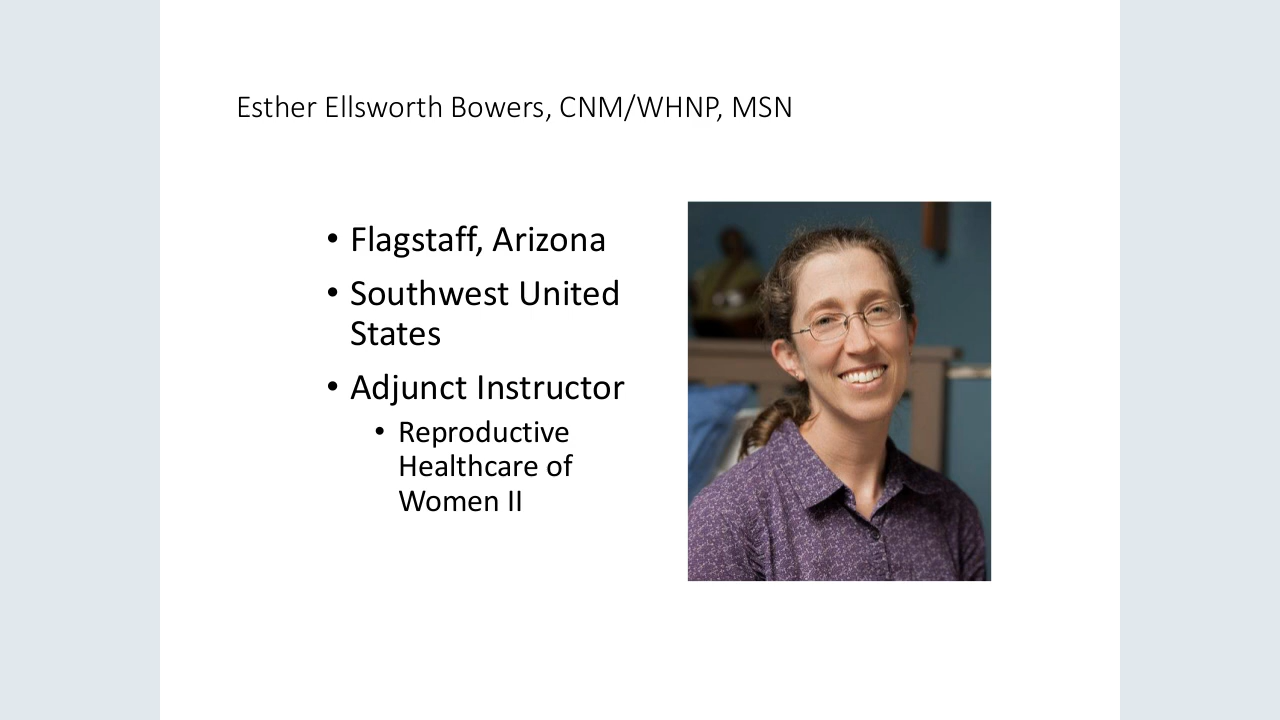 Esther Ellsworth Bowers, CNM/WHNP, MSN
• Flagstaff, Arizona
• Southwest United
States
• Adjunct Instructor
• Reproductive
Healthcare of
Women II